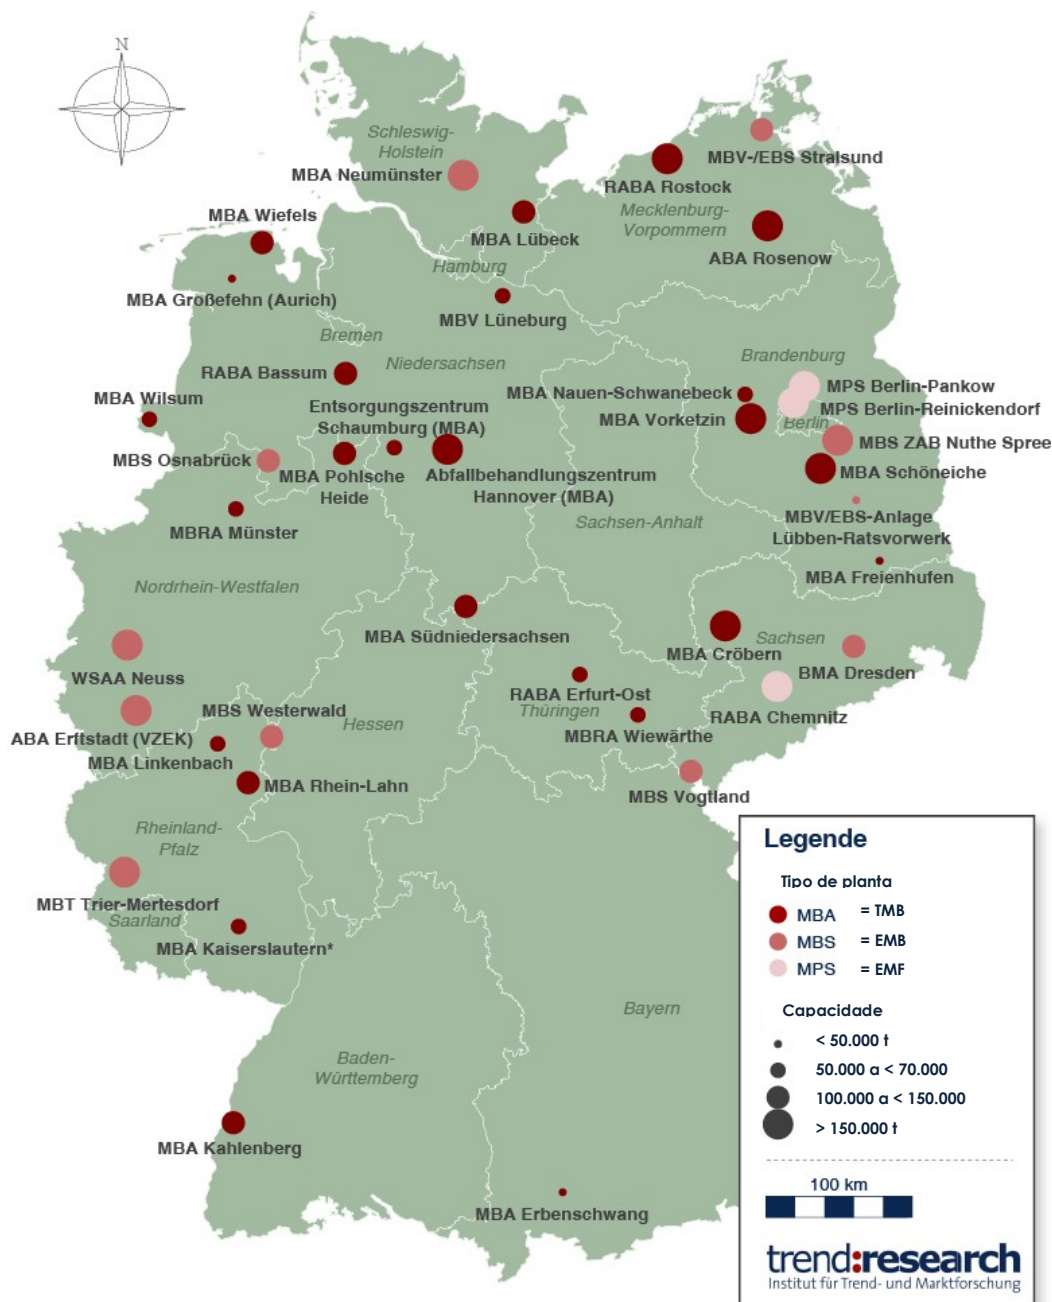 N
Schleswig-
Holstein
MBA Neumünster
MBV-/EBS Stralsund
RABA Rostock
Mecklenburg-
Vorpommern
MBA Wiefels
MBA Lübeck
ABA Rosenow
Hamburg
MBA Großefehn (Aurich)
MBV Lüneburg
Bremen
Niedersachsen
Brandenburg
RABA Bassum
MBA Nauen-Schwanebeck
MPS Berlin-Pankow
MBA Wilsum
Entsorgungszentrum
Schaumburg (MBA)
MBA Vorketzin
MPS Berlin-Reinickendorf
Berlin
MBS ZAB Nuthe Spree
MBS Osnabrück
MBA Pohlsche
Heide
Abfallbehandlungszentrum
Hannover (MBA)
MBA Schöneiche
MBRA Münster
Sachsen-Anhalt
MBV/EBS-Anlage
Lübben-Ratsvorwerk
Nordrhein-Westfalen
MBA Freienhufen
MBA Südniedersachsen
MBA Cröbern
Sachsen
WSAA Neuss
BMA Dresden
RABA Erfurt-Ost
Thüringen
MBS Westerwald
Hessen
RABA Chemnitz
ABA Erftstadt (VZEK)
MBRA Wiewärthe
MBA Linkenbach
MBA Rhein-Lahn
MBS Vogtland
Rheinland-
Pfalz
MBT Trier-Mertesdorf
Saarland
MBA Kaiserslautern*
Bayern
Baden-
Württemberg
MBA Kahlenberg
MBA Erbenschwang
Legende
Tipo de planta
MBA = TMB
MBS = EMB
MPS = EMF
Capacidade
< 50.000 t
50.000 a < 70.000
100.000 a < 150.000
> 150.000 t
100 km
trend:research
Institut für Trend- und Marktforschung